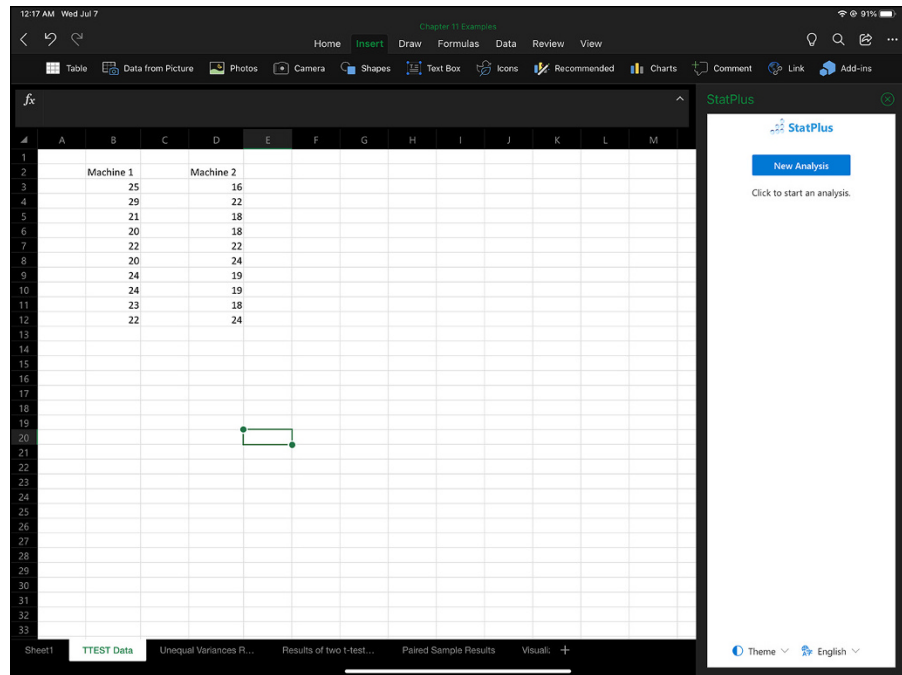 12:17 AM Wed Jul 7 91%
Chapter 11 Examples
Home Insert Draw Formulas Data Review View
Table Data from Picture Photos Camera Shapes Text Box Icons Recommended Charts Comment Link Add-ins
fx
StatPlus
StatPlus
New Analysis
Click to start an analysis.
A B C D E F G H I J K L M
1
2 Machine 1 Machine 2
3 25 16
4 29 22
5 21 18
6 20 18
7 22 22
8 20 24
9 24 19
10 24 19
11 23 18
12 22 24
13
14
15
16
17
18
19
20
21
22
23
24
25
26
27
28
29
30
31
32
33
Sheet1 TTEST Data Unequal Variances R... Results of two t-test... Paired Sample Results Visuali: +
Theme English